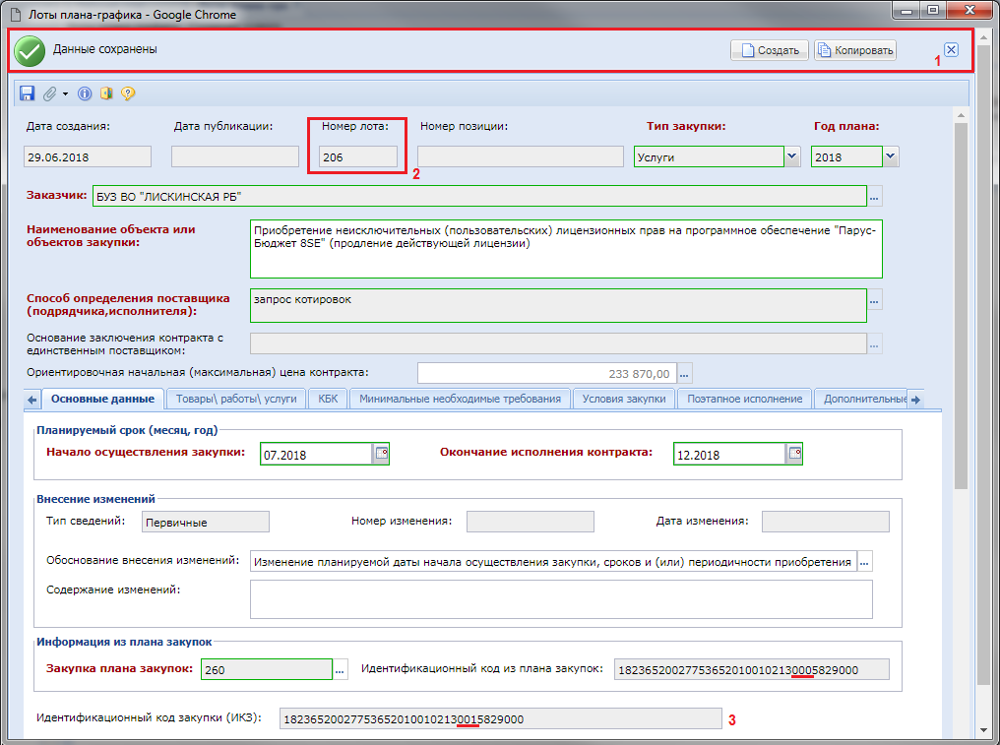 Лоты плана-графика - Google Chrome
Данные сохранены
Создать
Копировать
1
Дата создания:
Дата публикации:
Номер лота:
Номер позиции:
Тип закупки:
Год плана:
29.06.2018
206
2
Услуги
2018
Заказчик:
БУЗ ВО "ЛИСКИНСКАЯ РБ"
...
Наименование объекта или
объектов закупки:
Приобретение неисключительных (пользовательских) лицензионных прав на программное обеспечение "Парус-
Бюджет 8SE" (продление действующей лицензии)
Способ определения поставщика
(подрядчика,исполнителя):
запрос котировок
...
Основание заключения контракта с
единственным поставщиком:
...
Ориентировочная начальная (максимальная) цена контракта:
233 870,00
...
Основные данные
Товары\ работы\ услуги
КБК
Минимальные необходимые требования
Условия закупки
Поэтапное исполнение
Дополнительные
Планируемый срок (месяц, год)
Начало осуществления закупки:
07.2018
Окончание исполнения контракта:
12.2018
Внесение изменений
Тип сведений:
Первичные
Номер изменения:
Дата изменения:
Обоснование внесения изменений:
Изменение планируемой даты начала осуществления закупки, сроков и (или) периодичности приобретения
...
Содержание изменений:
Информация из плана закупок
Закупка плана закупок:
260
...
Идентификационный код из плана закупок:
182365200277536520100102130005829000
Идентификационный код закупки (ИКЗ):
182365200277536520100102130015829000
3